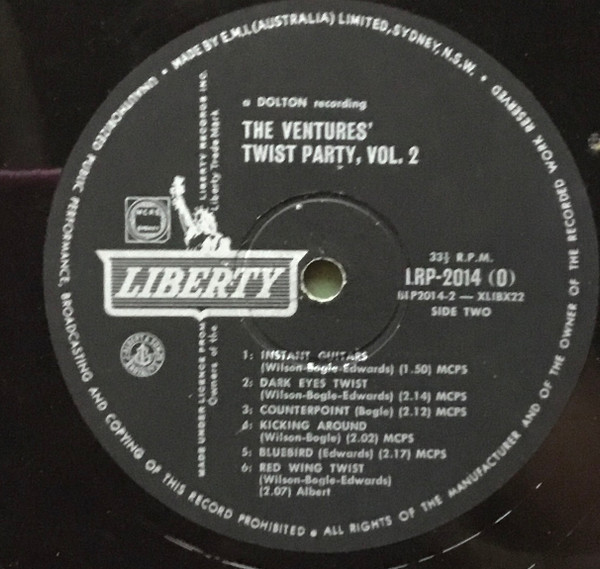 UNAUTHORIZED PUBLIC PERFORMANCE, BROADCASTING AND COPYING OF THIS RECORD PROHIBITED • ALL RIGHTS OF THE MANUFACTURER AND OF THE OWNER OF THE RECORDED WORK RESERVED
• MADE BY E.M.I. (AUSTRALIA) LIMITED, SYDNEY, N.S.W. •
a DOLTON recording
THE VENTURES'
TWIST PARTY, VOL. 2
LIBERTY
33⅓ R.P.M.
LRP-2014 (D)
BLP2014-2 — XLIBX22
SIDE TWO
1: INSTANT GUITARS
(Wilson-Bogle-Edwards) (1.50) MCPS
2: DARK EYES TWIST
(Wilson-Bogle-Edwards) (2.14) MCPS
3: COUNTERPOINT (Bogle) (2.12) MCPS
4: KICKING AROUND
(Wilson-Bogle) (2.02) MCPS
5: BLUEBIRD (Edwards) (2.17) MCPS
6: RED WING TWIST
(Wilson-Bogle-Edwards)
(2.07) Albert
MADE UNDER LICENCE FROM LIBERTY RECORDS INC.
Owners of the Liberty Trade Mark